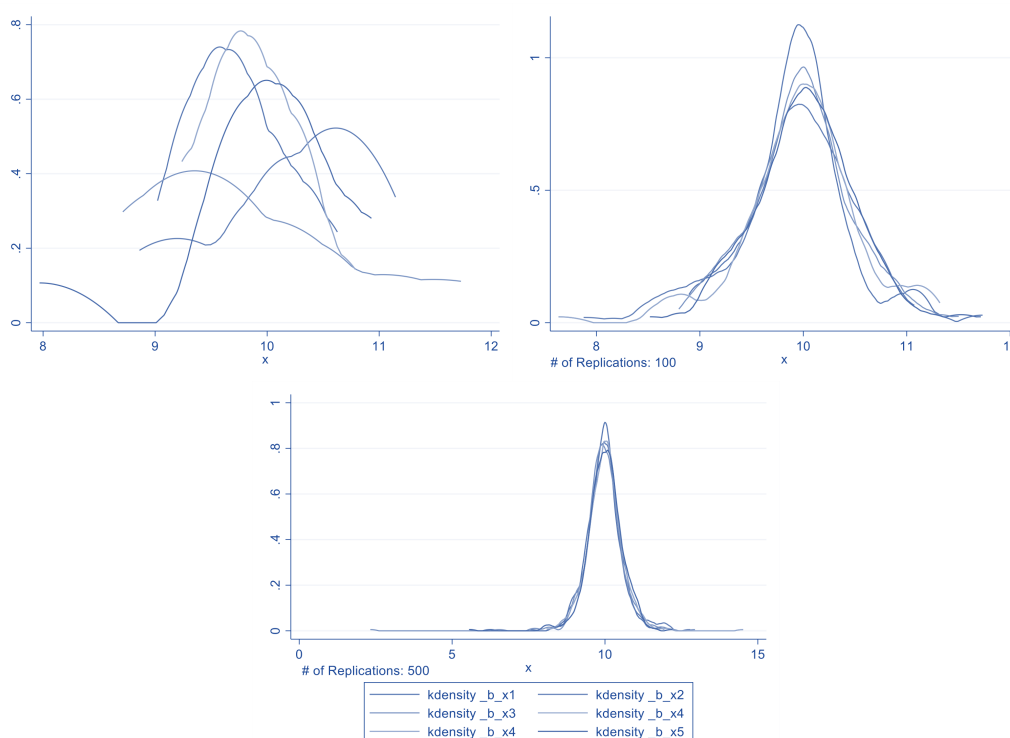 .8
.6
.4
.2
0
8 9 10 11 12
x
1
.5
0
8 9 10 11 1
x
# of Replications: 100
1
.8
.6
.4
.2
0
0 5 10 15
x
# of Replications: 500
kdensity _b_x1 kdensity _b_x2
kdensity _b_x3 kdensity _b_x4
kdensity _b_x4 kdensity _b_x5